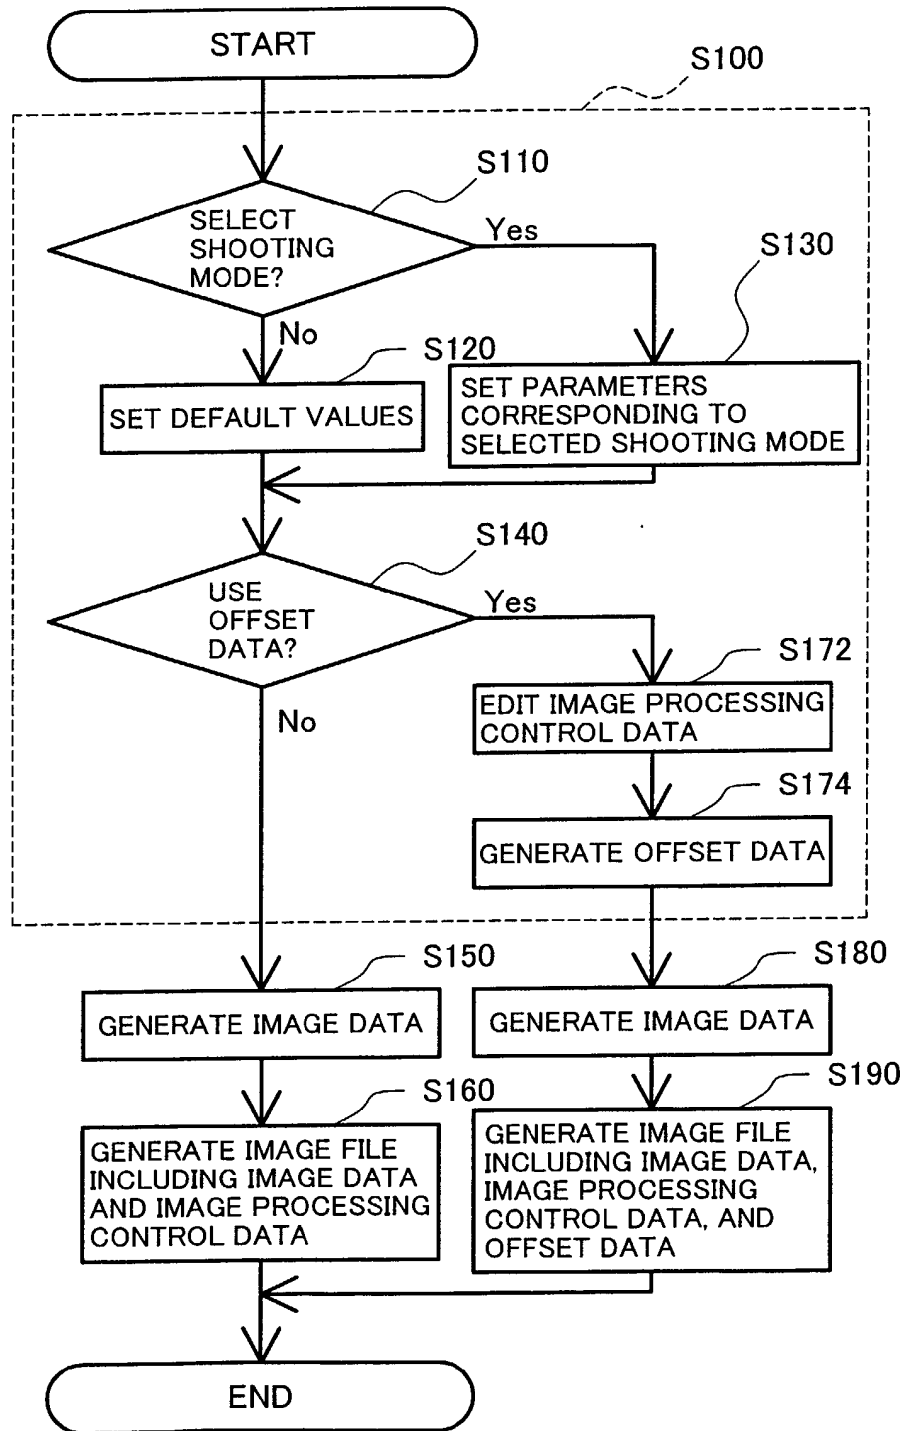 START
S100
S110
SELECT
SHOOTING
MODE?
Yes
S130
No
S120
SET DEFAULT VALUES
SET PARAMETERS
CORRESPONDING TO
SELECTED SHOOTING MODE
S140
USE
OFFSET
DATA?
Yes
S172
No
EDIT IMAGE PROCESSING
CONTROL DATA
S174
GENERATE OFFSET DATA
S150
S180
GENERATE IMAGE DATA
GENERATE IMAGE DATA
S160
S190
GENERATE IMAGE FILE
INCLUDING IMAGE DATA
AND IMAGE PROCESSING
CONTROL DATA
GENERATE IMAGE FILE
INCLUDING IMAGE DATA,
IMAGE PROCESSING
CONTROL DATA, AND
OFFSET DATA
END